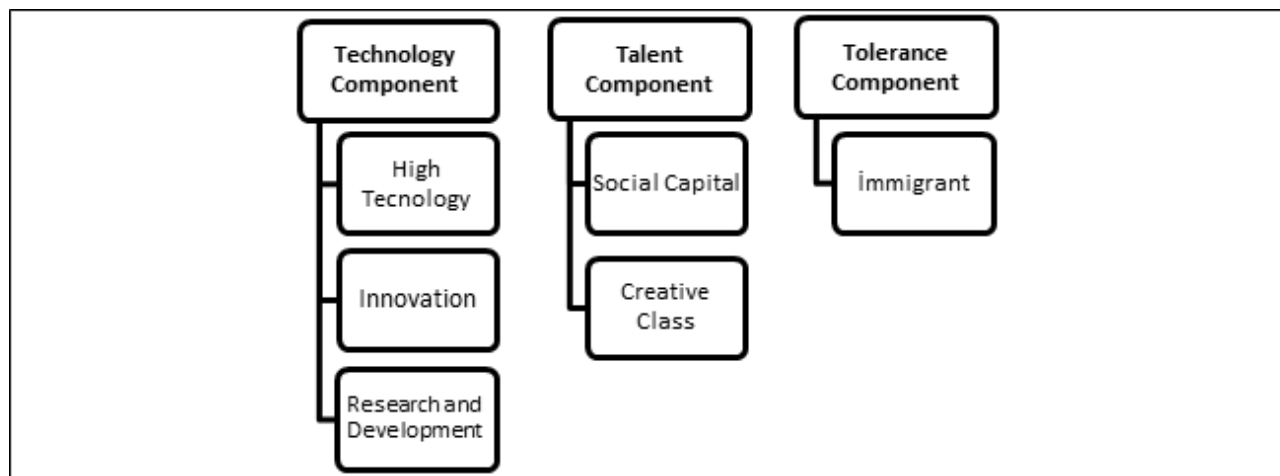 Technology
Component
High
Tecnology
Innovation
Research and
Development
Talent
Component
Social Capital
Creative
Class
Tolerance
Component
İmmigrant